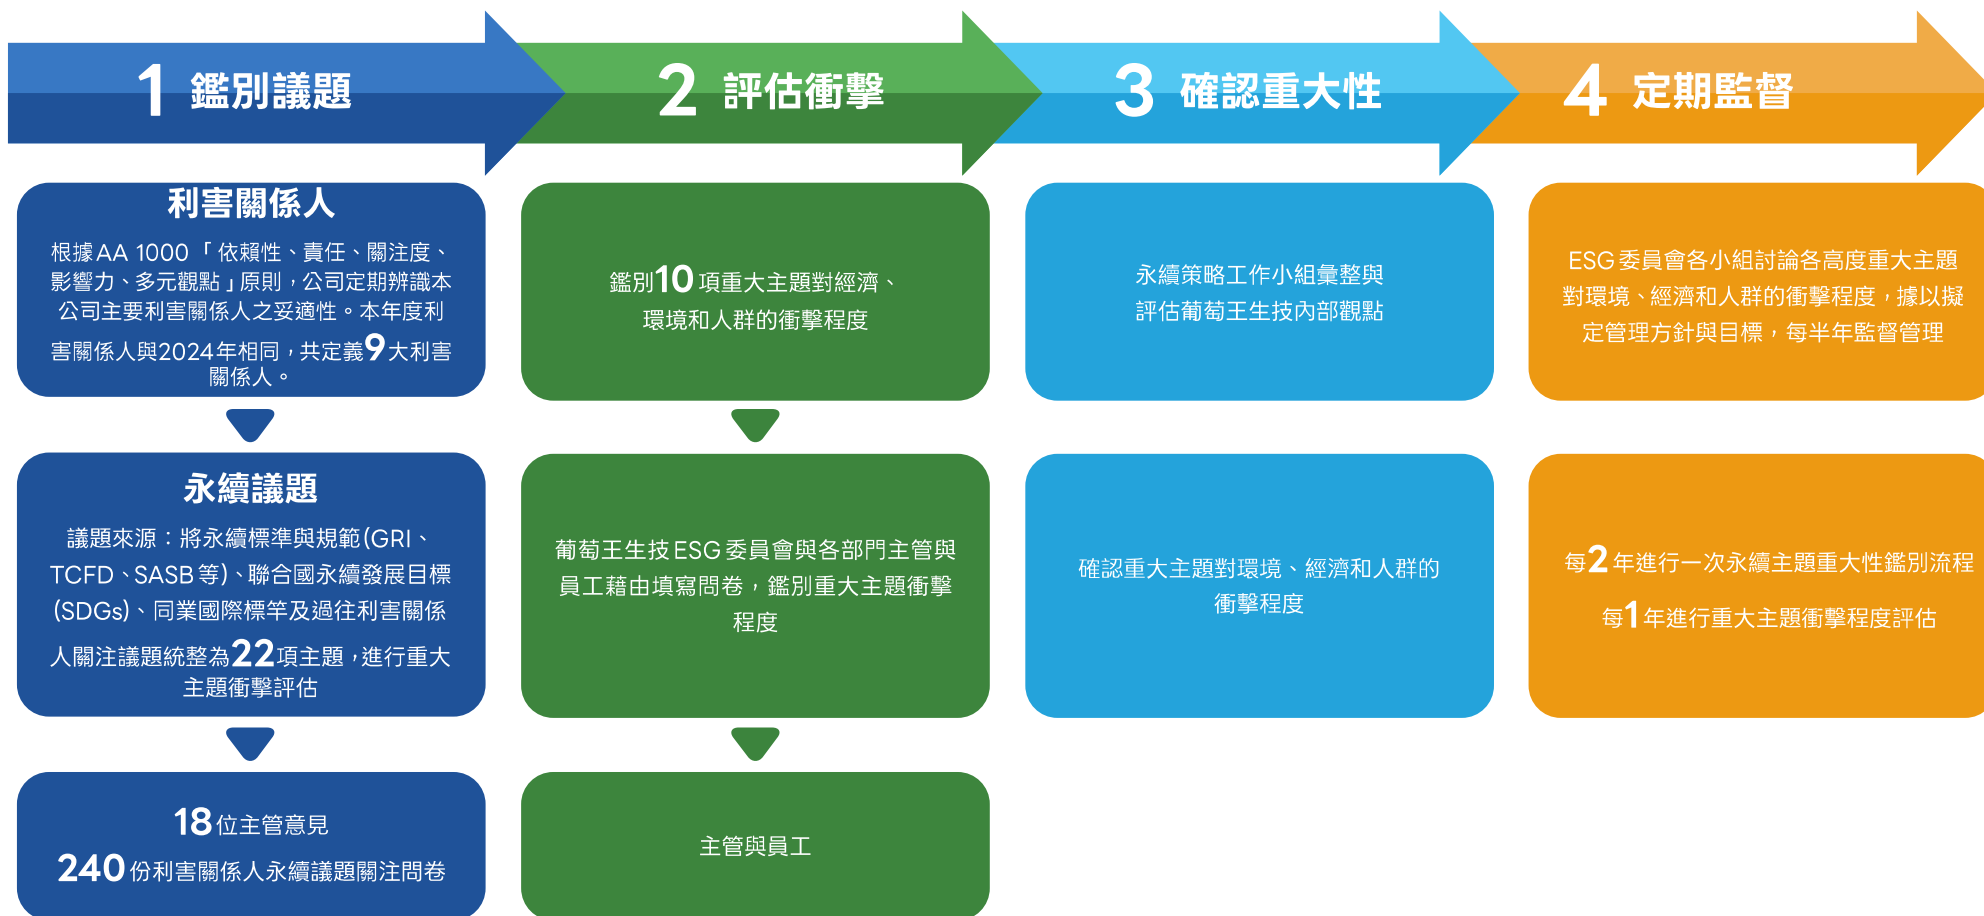 1 鑑別議題
2 評估衝擊
3 確認重大性
4 定期監督
利害關係人
根據AA 1000「依賴性、責任、關注度、
影響力、多元觀點」原則，公司定期辨識本
公司主要利害關係人之妥適性。本年度利
害關係人與2024年相同，共定義9大利害
關係人。
永續議題
議題來源：將永續標準與規範(GRI、
TCFD、SASB等)、聯合國永續發展目標
(SDGs)、同業國際標竿及過往利害關係
人關注議題統整為22項主題，進行重大
主題衝擊評估
18位主管意見
240份利害關係人永續議題關注問卷
鑑別10項重大主題對經濟、
環境和人群的衝擊程度
葡萄王生技ESG委員會與各部門主管與
員工藉由填寫問卷，鑑別重大主題衝擊
程度
主管與員工
永續策略工作小組彙整與
評估葡萄王生技內部觀點
確認重大主題對環境、經濟和人群的
衝擊程度
ESG委員會各小組討論各高度重大主題
對環境、經濟和人群的衝擊程度，據以擬
定管理方針與目標，每半年監督管理
每2年進行一次永續主題重大性鑑別流程
每1年進行重大主題衝擊程度評估